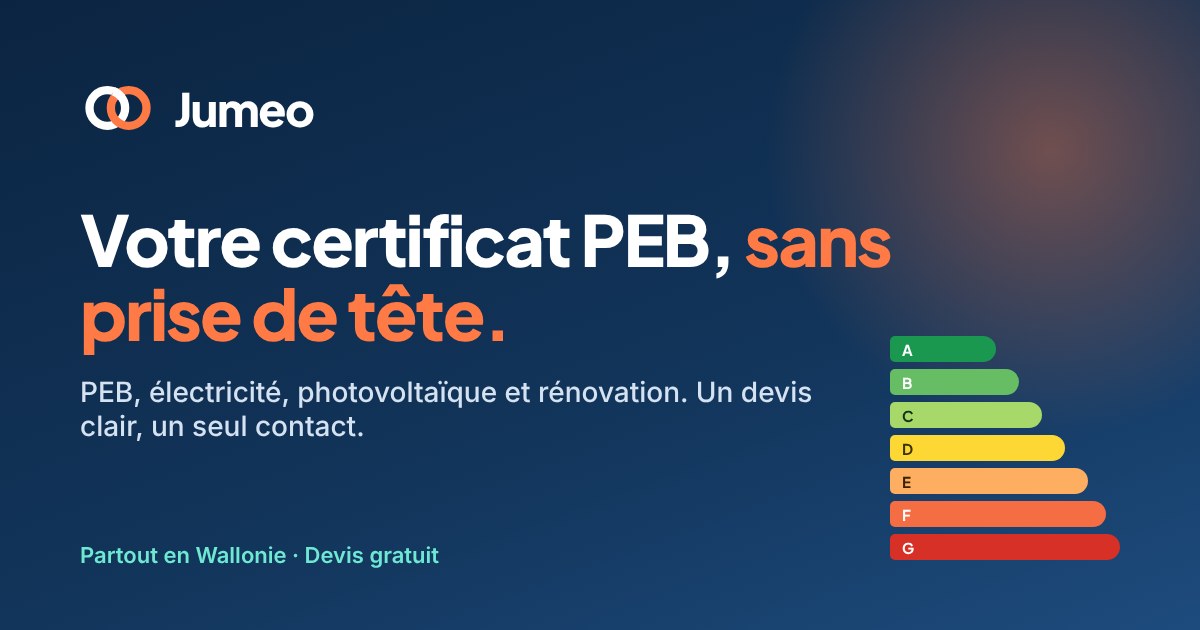 Jumeo
Votre certificat PEB, sans
prise de tête.
PEB, électricité, photovoltaïque et rénovation. Un devis
clair, un seul contact.
A
B
C
D
E
F
G
Partout en Wallonie · Devis gratuit